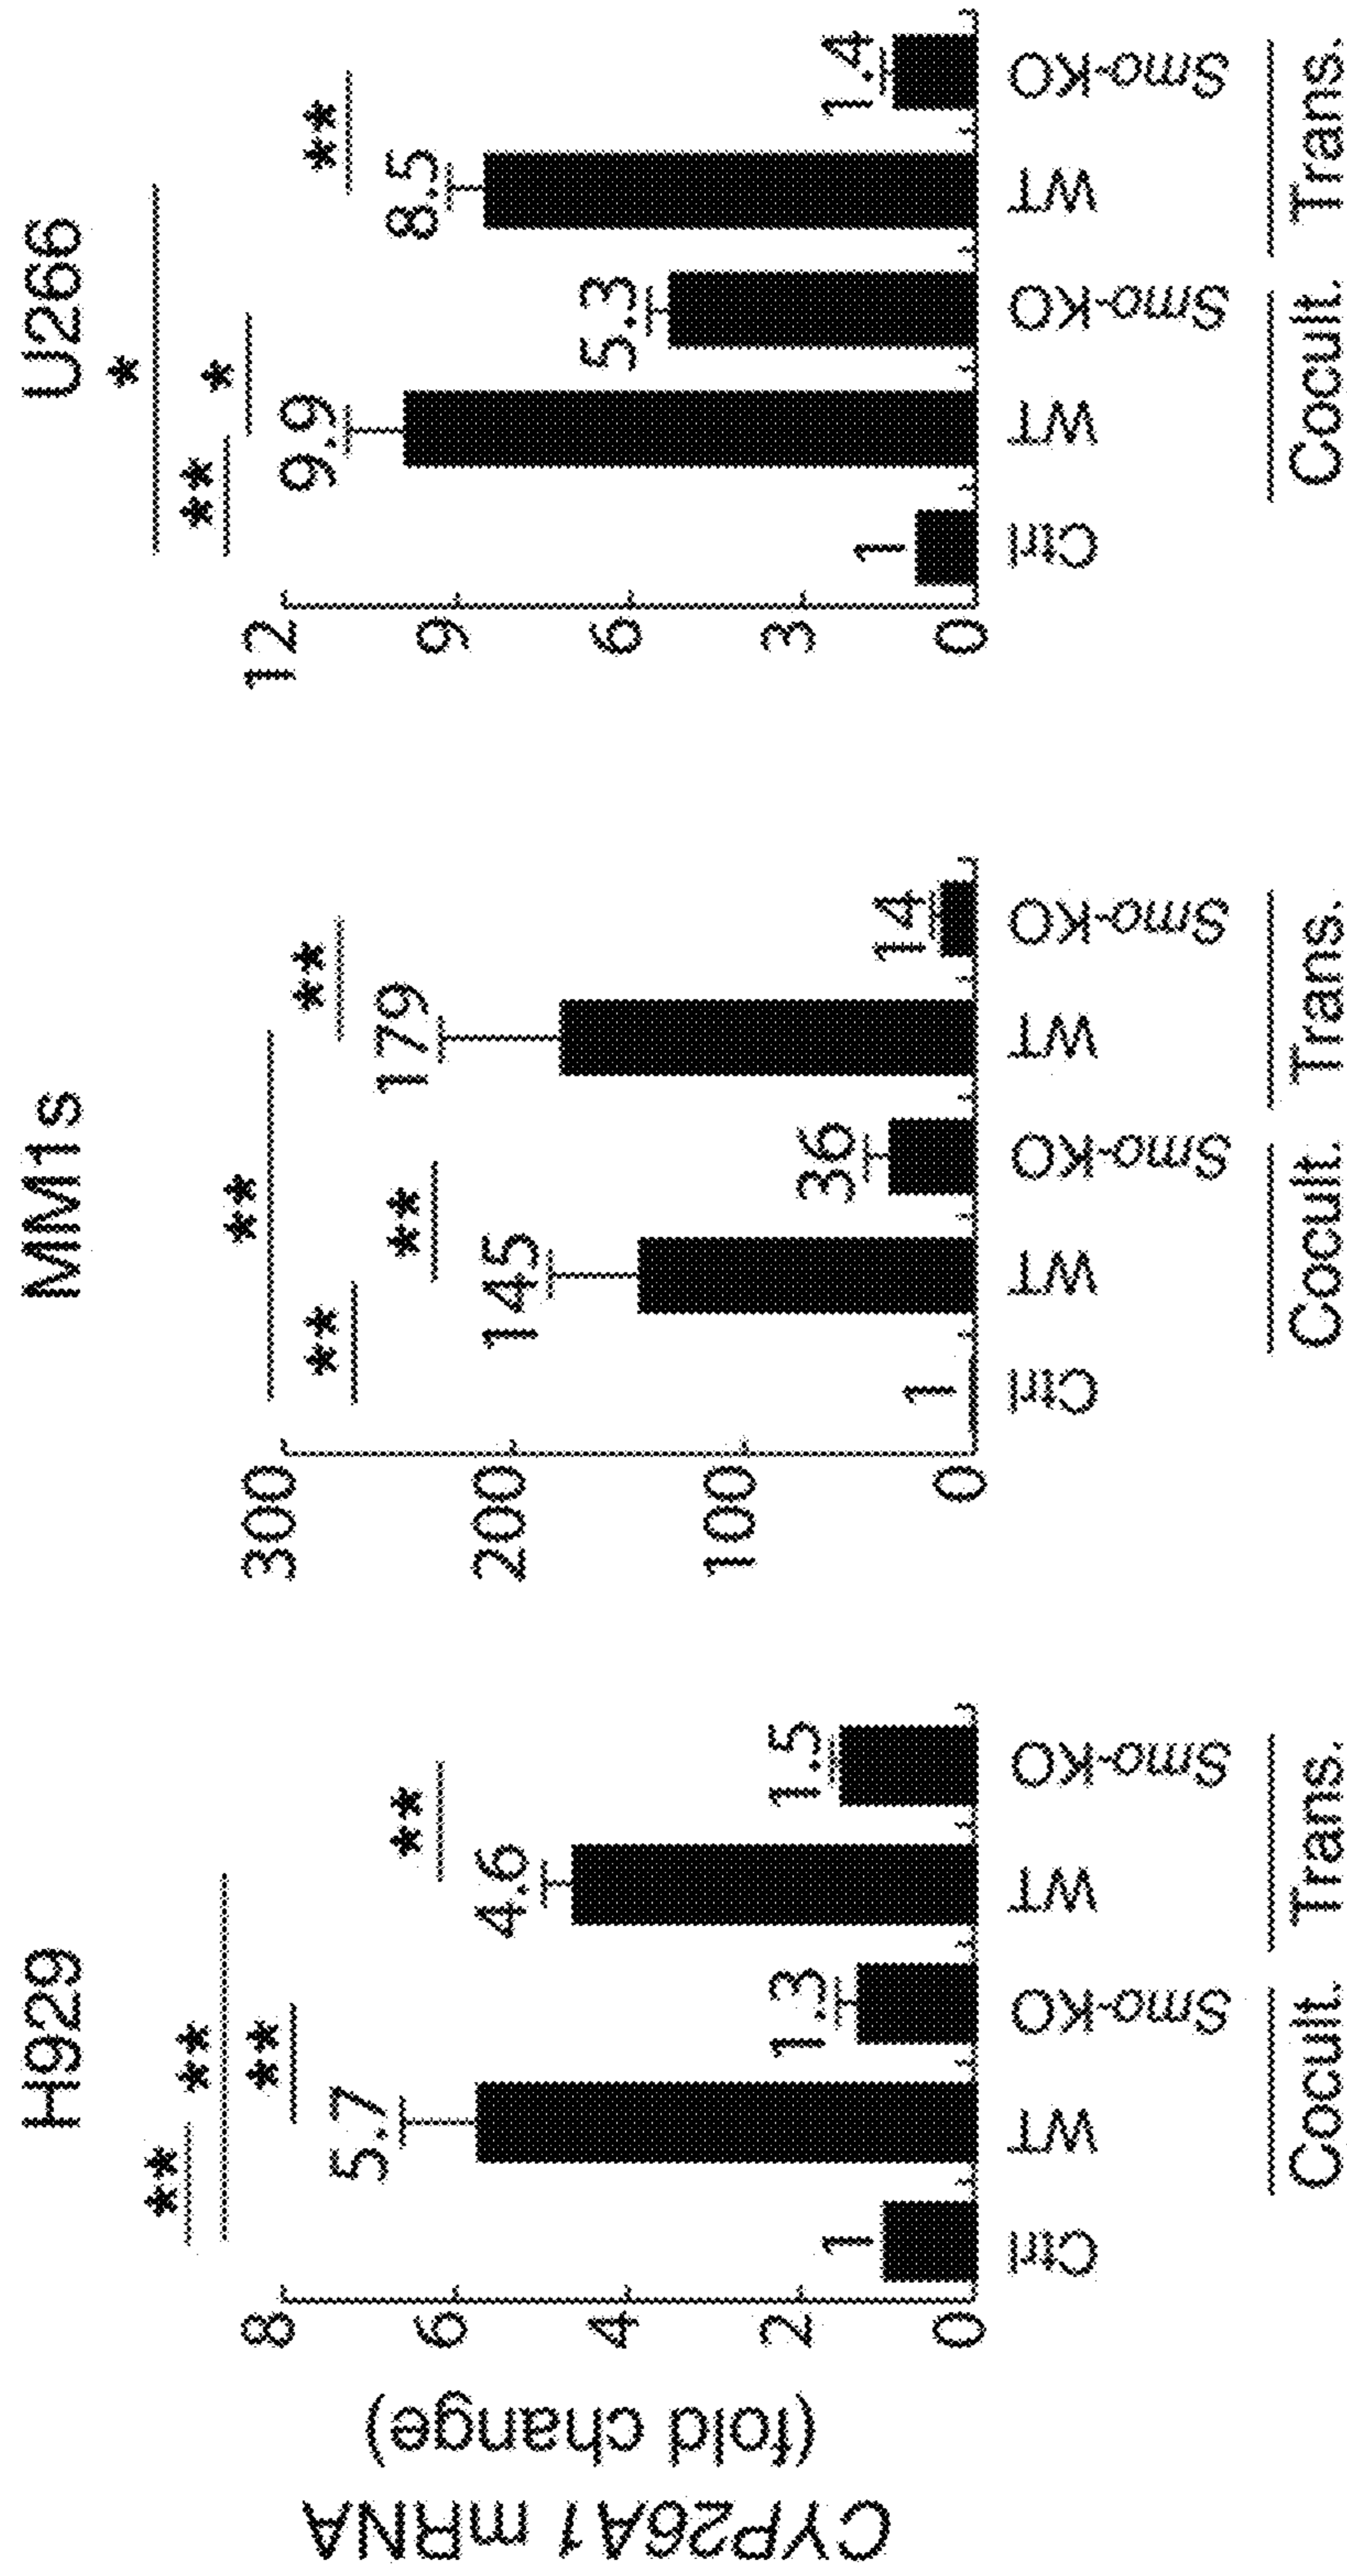 CYP26A1 mRNA
(fold change)
H929
**
**
**
**
8
6
4
2
0
1
5.7
1.3
4.6
1.5
Ctrl
WT
Smo-KO
WT
Smo-KO
Cocult.
Trans.
MM1s
**
**
**
**
300
200
100
0
1
145
36
179
14
Ctrl
WT
Smo-KO
WT
Smo-KO
Cocult.
Trans.
U266
*
**
*
**
12
9
6
3
0
1
9.9
5.3
8.5
1.4
Ctrl
WT
Smo-KO
WT
Smo-KO
Cocult.
Trans.